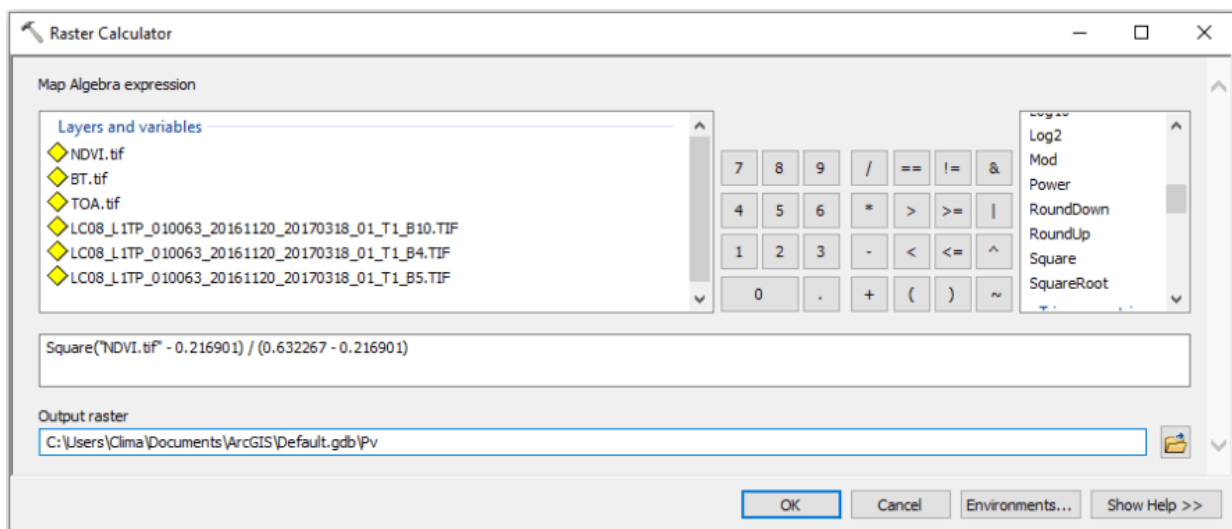 Raster Calculator
Map Algebra expression
Layers and variables
NDVI.tif
BT.tif
TOA.tif
LC08_L1TP_010063_20161120_20170318_01_T1_B10.TIF
LC08_L1TP_010063_20161120_20170318_01_T1_B4.TIF
LC08_L1TP_010063_20161120_20170318_01_T1_B5.TIF
7 8 9 / == != &
4 5 6 * > >= |
1 2 3 - < <= ^
0 . + ( ) ~
Log2
Mod
Power
RoundDown
RoundUp
Square
SquareRoot
Square("NDVI.tif" - 0.216901) / (0.632267 - 0.216901)
Output raster
C:\Users\Clima\Documents\ArcGIS\Default.gdb\Pv
OK Cancel Environments... Show Help >>